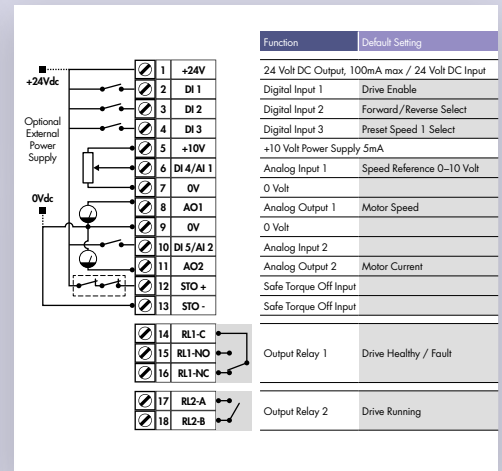 Function Default Setting
+24Vdc
Optional
External
Power
Supply
0Vdc
1 +24V 24 Volt DC Output, 100mA max / 24 Volt DC Input
2 DI 1 Digital Input 1 Drive Enable
3 DI 2 Digital Input 2 Forward/Reverse Select
4 DI 3 Digital Input 3 Preset Speed 1 Select
5 +10V +10 Volt Power Supply 5mA
6 DI 4/AI 1 Analog Input 1 Speed Reference 0–10 Volt
7 0V 0 Volt
8 AO1 Analog Output 1 Motor Speed
9 0V 0 Volt
10 DI 5/AI 2 Analog Input 2
11 AO2 Analog Output 2 Motor Current
12 STO + Safe Torque Off Input
13 STO - Safe Torque Off Input
14 RL1-C
15 RL1-NO Output Relay 1 Drive Healthy / Fault
16 RL1-NC
17 RL2-A
Output Relay 2 Drive Running
18 RL2-B